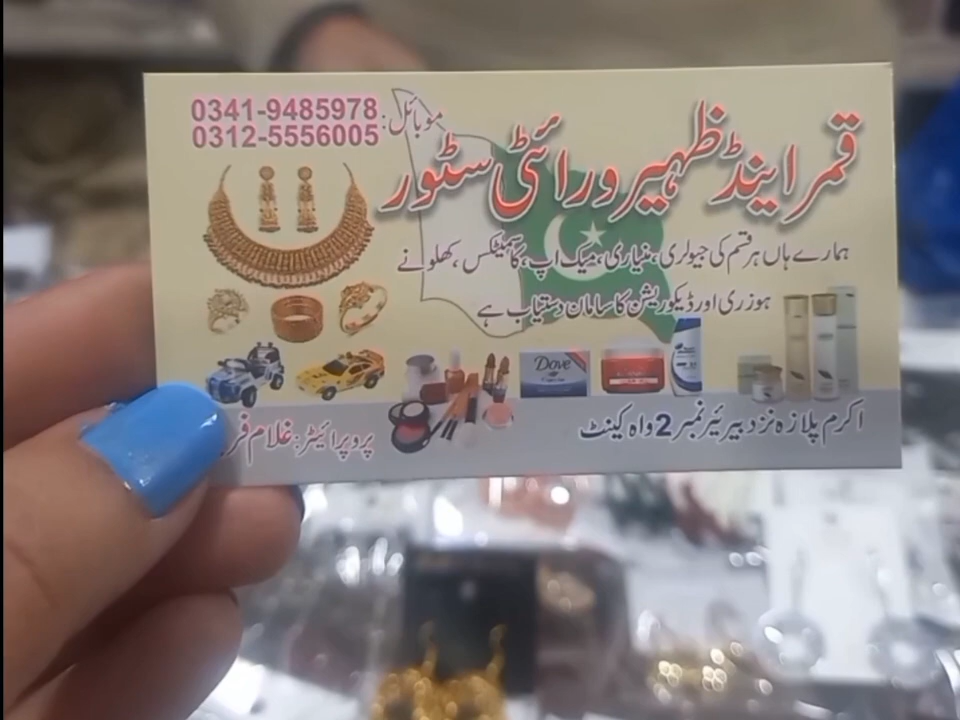 قمر اینڈ ظہیر ورائٹی سٹور
موبائل: 0341-9485978
0312-5556005
ہمارے ہاں ہر قسم کی جیولری، منیاری، میک اپ، کاسمیٹکس، کھلونے
ہوزری اور ڈیکوریشن کا سامان دستیاب ہے
Dove
اکرم پلازہ نزد بیریئر نمبر 2 واہ کینٹ
پروپرائیٹر: غلام